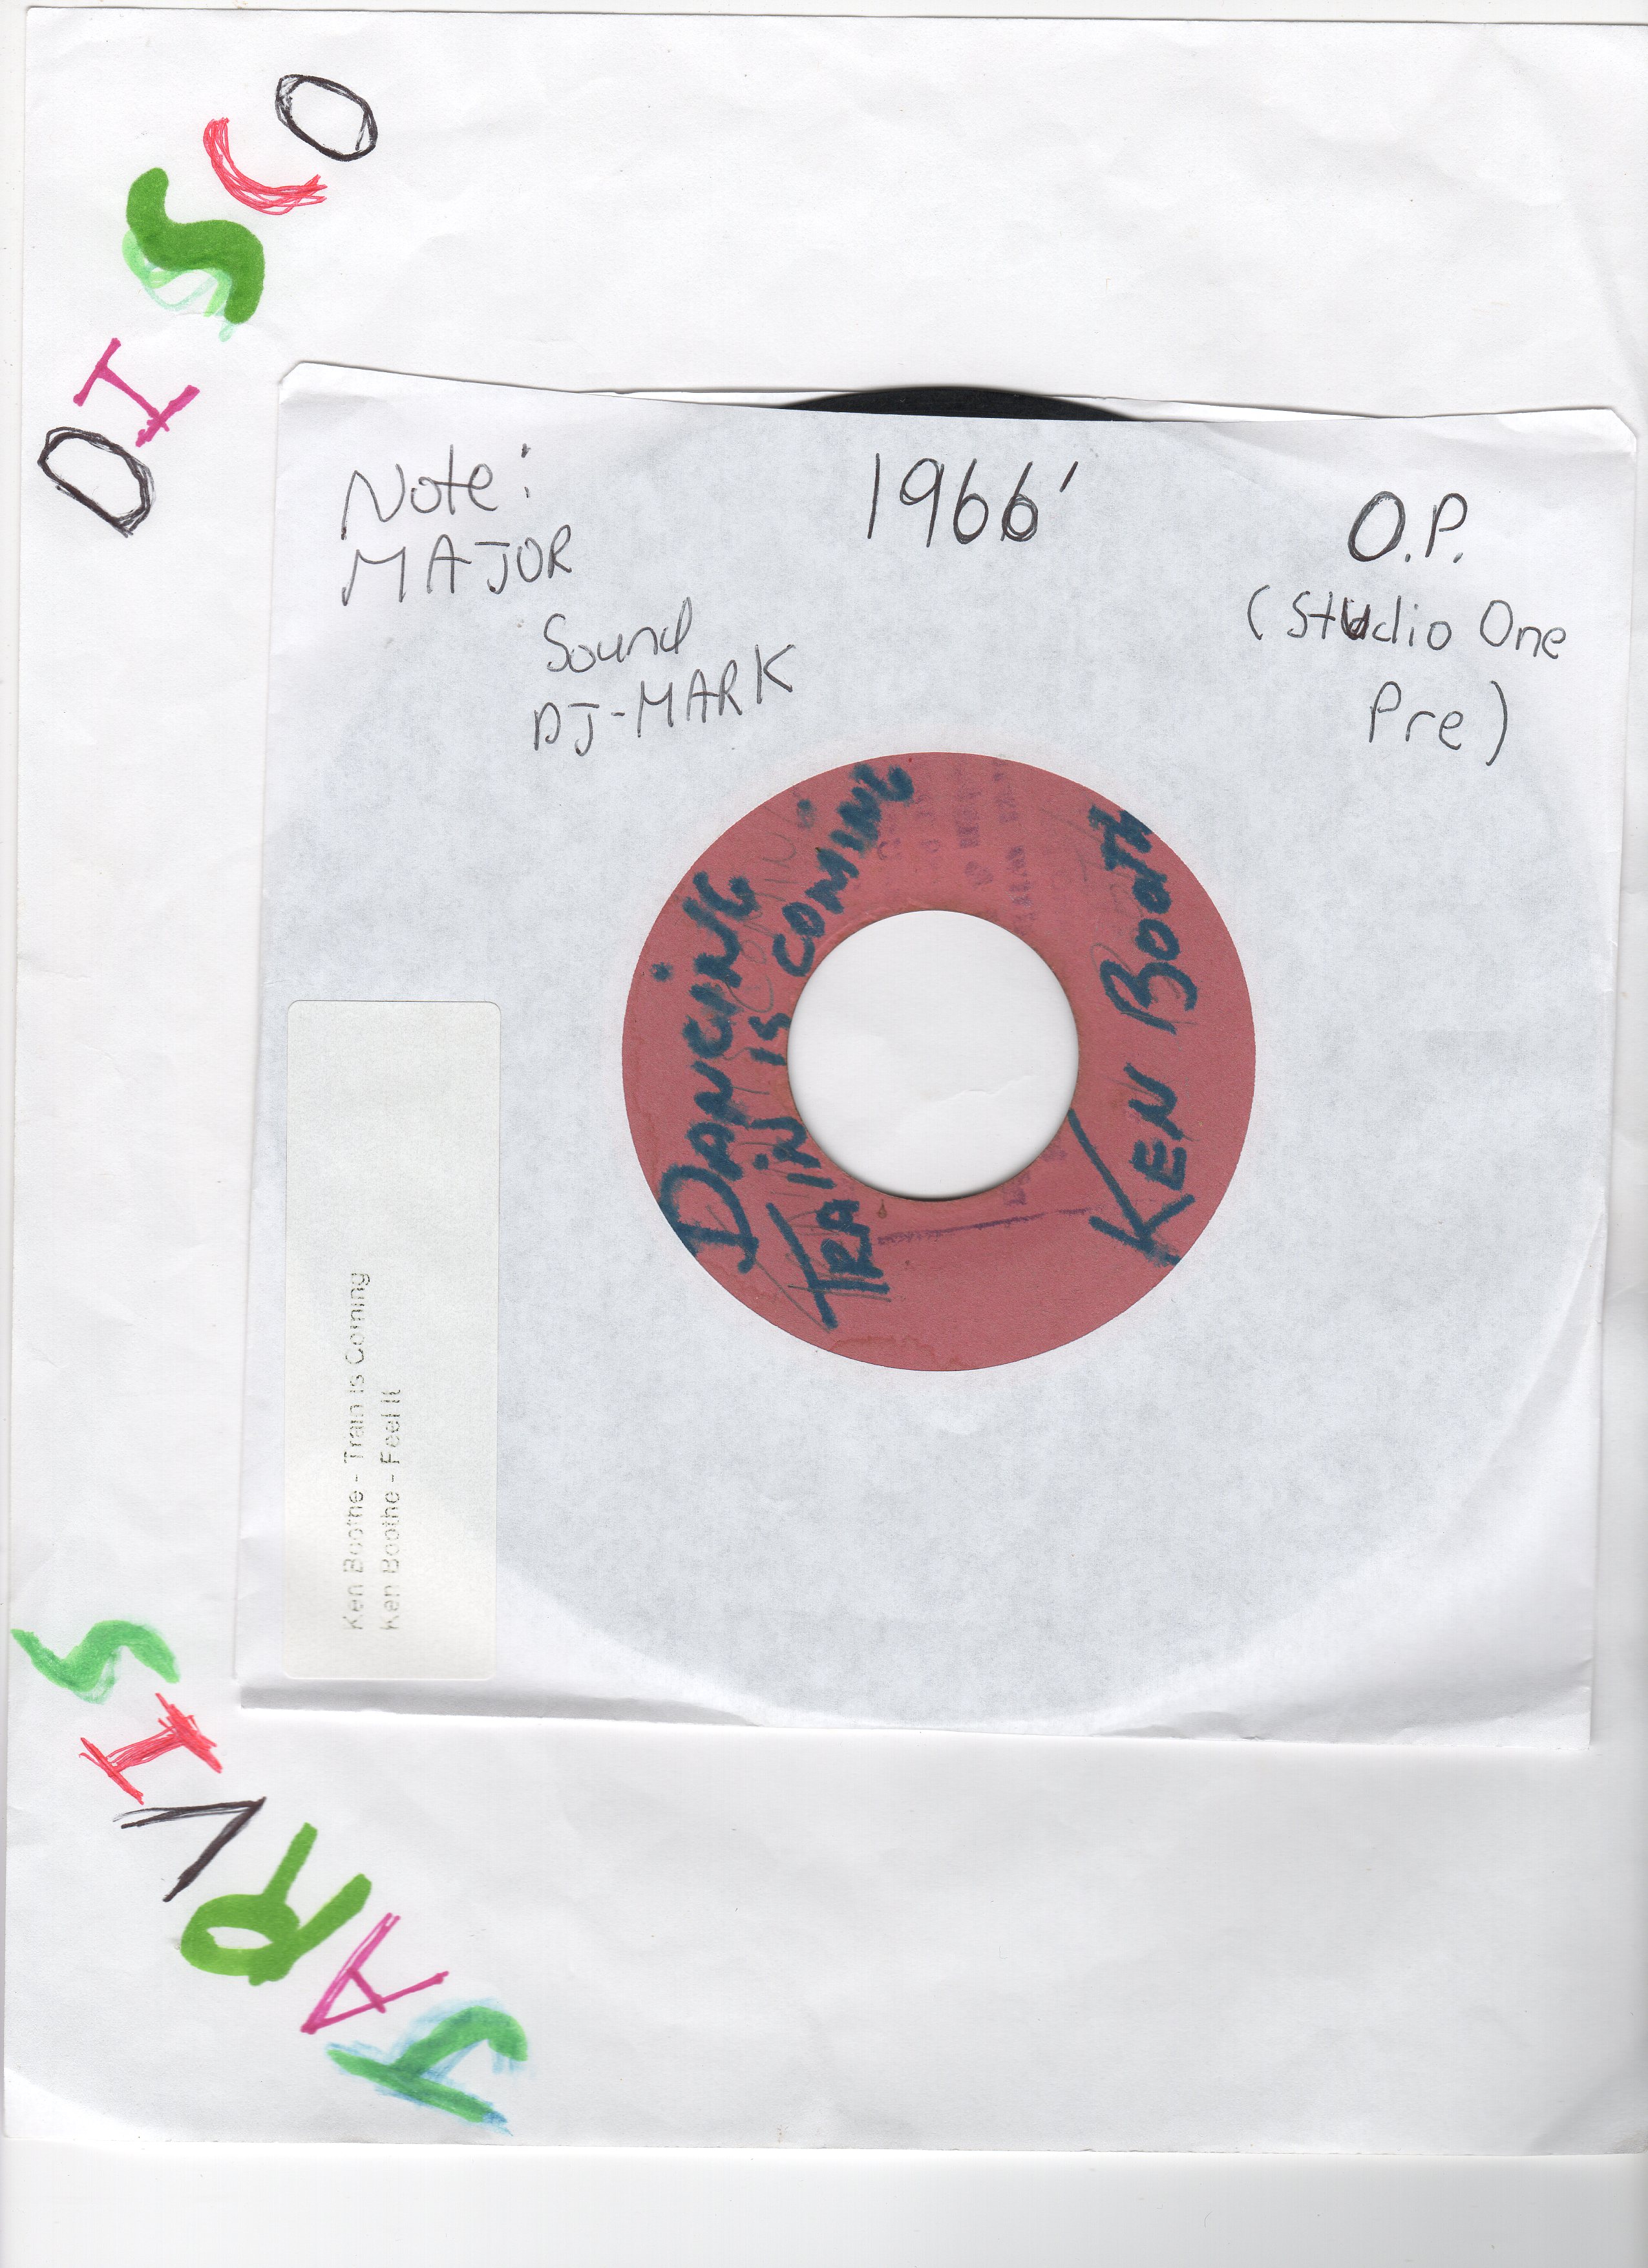 JARVIS
DISCO
Note:
MAJOR
Sound
DJ-MARK
1966'
O.P.
(Studio One
Pre)
DANCiNG
TRAiN iS COMiNG
KEN BOOTH
Ken Boothe - Train Is Coming
Ken Boothe - Feel It